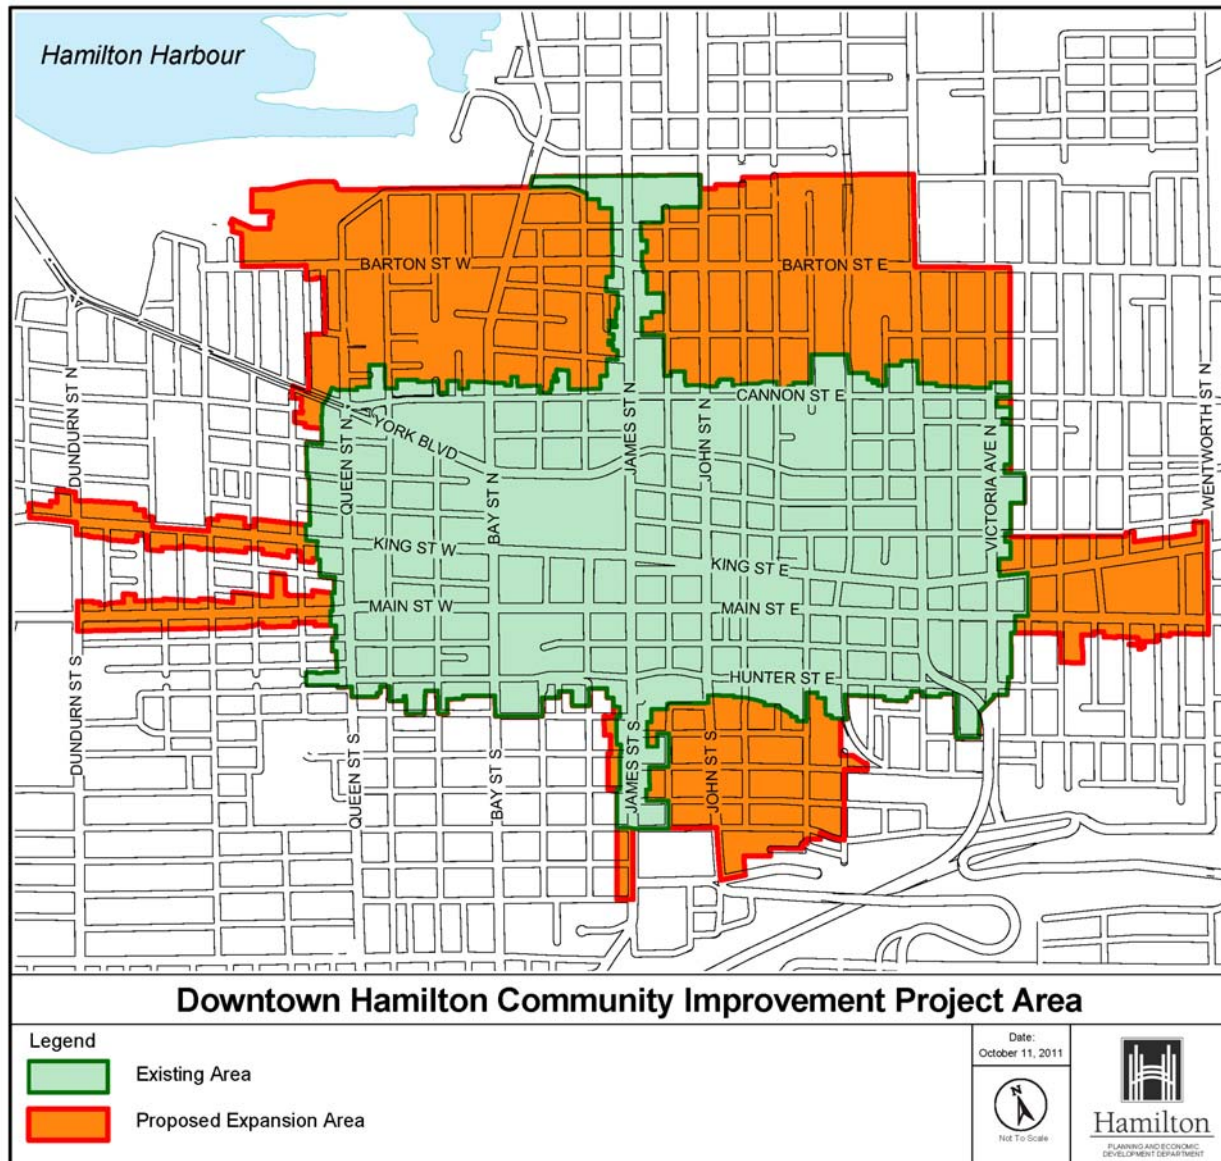 Hamilton Harbour
BARTON ST W
BARTON ST E
CANNON ST E
YORK BLVD
DUNDURN ST N
QUEEN ST N
BAY ST N
JAMES ST N
JOHN ST N
VICTORIA AVE N
WENTWORTH ST N
KING ST W
KING ST E
MAIN ST W
MAIN ST E
HUNTER ST E
DUNDURN ST S
QUEEN ST S
BAY ST S
JAMES ST S
JOHN ST S
Downtown Hamilton Community Improvement Project Area
Legend
Existing Area
Proposed Expansion Area
Date:
October 11, 2011
N
Not To Scale
Hamilton
PLANNING AND ECONOMIC
DEVELOPMENT DEPARTMENT